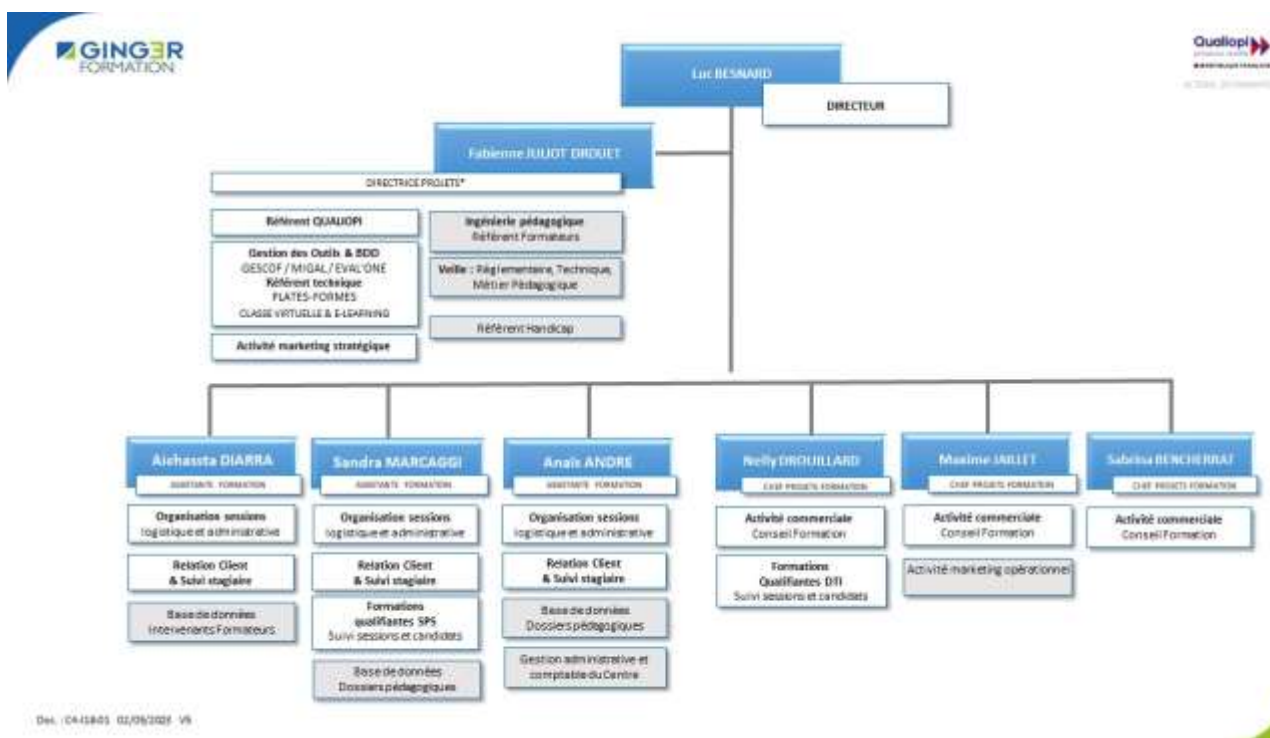 GINGER
FORMATION
Qualiopi
Luc BESNARD
DIRECTEUR
Fabienne JULIOT DROUET
DIRECTRICE PROJETS*
Référent QUALIOPI
Gestion des Outils & BDD
GESCOF / MIGAL / EVAL'ONE
Référent technique
PLATES-FORMES
CLASSE VIRTUELLE & E-LEARNING
Activité marketing stratégique
Ingénierie pédagogique
Référent Formateurs
Veille : Réglementaire, Technique,
Métier Pédagogique
Référent Handicap
Aichassta DIARRA
ASSISTANTE FORMATION
Organisation sessions
logistique et administrative
Relation Client
& Suivi stagiaire
Base de données
Intervenants Formateurs
Sandra MARCAGGI
ASSISTANTE FORMATION
Organisation sessions
logistique et administrative
Relation Client
& Suivi stagiaire
Formations
qualifiantes SPS
Suivi sessions et candidats
Base de données
Dossiers pédagogiques
Anaïs ANDRE
ASSISTANTE FORMATION
Organisation sessions
logistique et administrative
Relation Client
& Suivi stagiaire
Base de données
Dossiers pédagogiques
Gestion administrative et
comptable du Centre
Nelly DROUILLARD
CHEF PROJETS FORMATION
Activité commerciale
Conseil Formation
Formations
Qualifiantes DTI
Suivi sessions et candidats
Maxime JAILLET
CHEF PROJETS FORMATION
Activité commerciale
Conseil Formation
Activité marketing opérationnel
Sabrina BENCHERRAT
CHEF PROJETS FORMATION
Activité commerciale
Conseil Formation
Doc. :